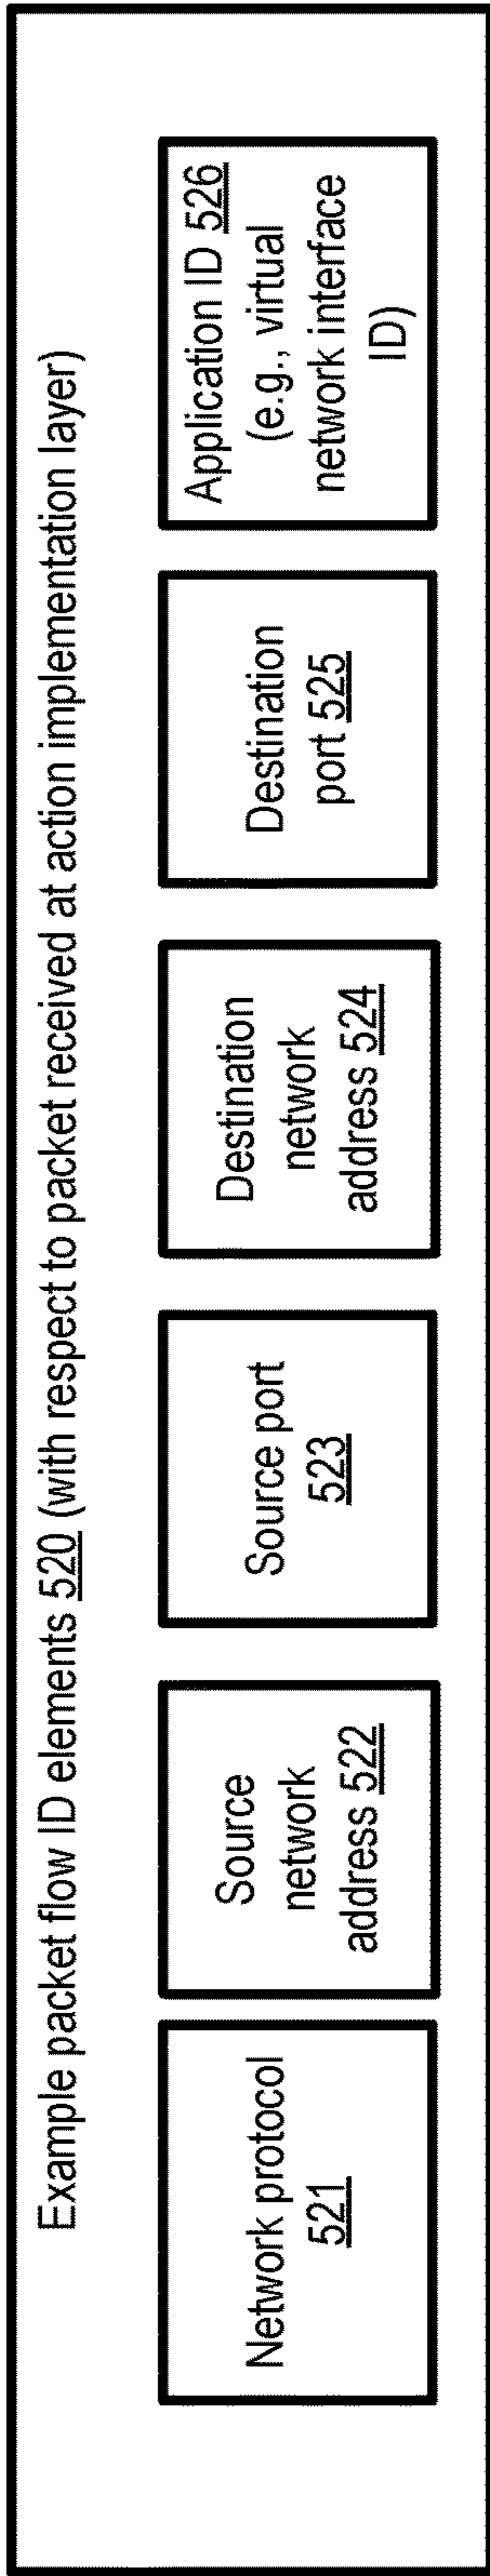 Example packet flow ID elements 520 (with respect to packet received at action implementation layer)
Network protocol
521
Source
network
address 522
Source port
523
Destination
network
address 524
Destination
port 525
Application ID 526
(e.g., virtual
network interface
ID)